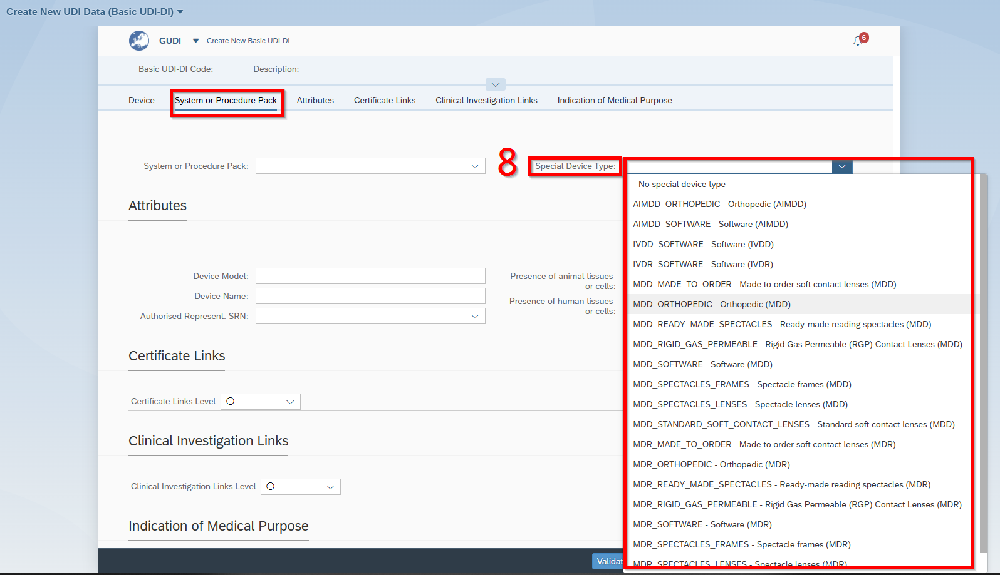 Create New UDI Data (Basic UDI-DI)
GUDI
Create New Basic UDI-DI
6
Basic UDI-DI Code:
Description:
Device
System or Procedure Pack
Attributes
Certificate Links
Clinical Investigation Links
Indication of Medical Purpose
System or Procedure Pack:
8
Special Device Type:
- No special device type
AIMDD_ORTHOPEDIC - Orthopedic (AIMDD)
AIMDD_SOFTWARE - Software (AIMDD)
IVDD_SOFTWARE - Software (IVDD)
IVDR_SOFTWARE - Software (IVDR)
MDD_MADE_TO_ORDER - Made to order soft contact lenses (MDD)
MDD_ORTHOPEDIC - Orthopedic (MDD)
MDD_READY_MADE_SPECTACLES - Ready-made reading spectacles (MDD)
MDD_RIGID_GAS_PERMEABLE - Rigid Gas Permeable (RGP) Contact Lenses (MDD)
MDD_SOFTWARE - Software (MDD)
MDD_SPECTACLES_FRAMES - Spectacle frames (MDD)
MDD_SPECTACLES_LENSES - Spectacle lenses (MDD)
MDD_STANDARD_SOFT_CONTACT_LENSES - Standard soft contact lenses (MDD)
MDR_MADE_TO_ORDER - Made to order soft contact lenses (MDR)
MDR_ORTHOPEDIC - Orthopedic (MDR)
MDR_READY_MADE_SPECTACLES - Ready-made reading spectacles (MDR)
MDR_RIGID_GAS_PERMEABLE - Rigid Gas Permeable (RGP) Contact Lenses (MDR)
MDR_SOFTWARE - Software (MDR)
MDR_SPECTACLES_FRAMES - Spectacle frames (MDR)
MDR_SPECTACLES_LENSES - Spectacle lenses (MDR)
Attributes
Device Model:
Device Name:
Authorised Represent. SRN:
Presence of animal tissues
or cells:
Presence of human tissues
or cells:
Certificate Links
Certificate Links Level
Clinical Investigation Links
Clinical Investigation Links Level
Indication of Medical Purpose
Validat